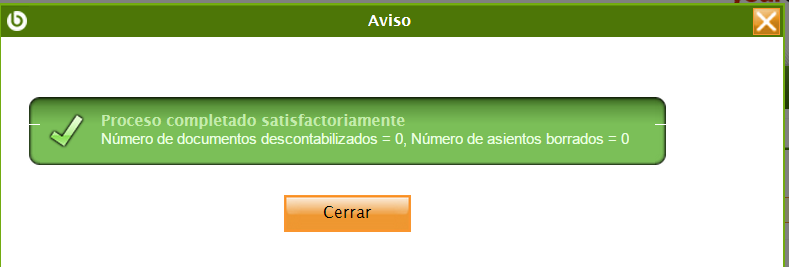 Aviso
Proceso completado satisfactoriamente
Número de documentos descontabilizados = 0, Número de asientos borrados = 0
Cerrar